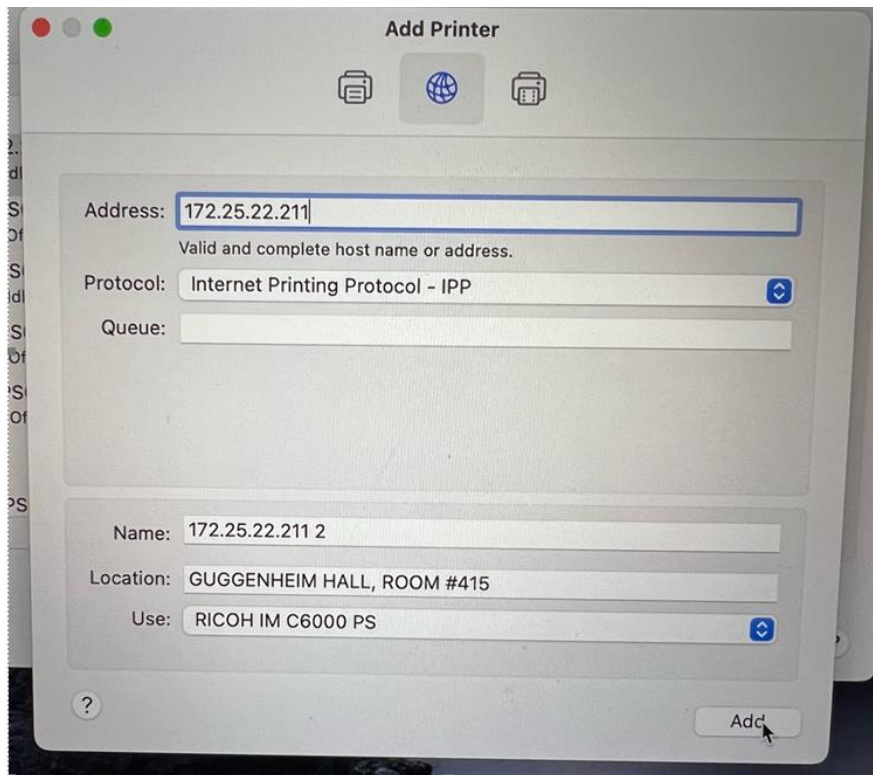 Add Printer
Address: 172.25.22.211
Valid and complete host name or address.
Protocol: Internet Printing Protocol - IPP
Queue:
Name: 172.25.22.211 2
Location: GUGGENHEIM HALL, ROOM #415
Use: RICOH IM C6000 PS
? Add